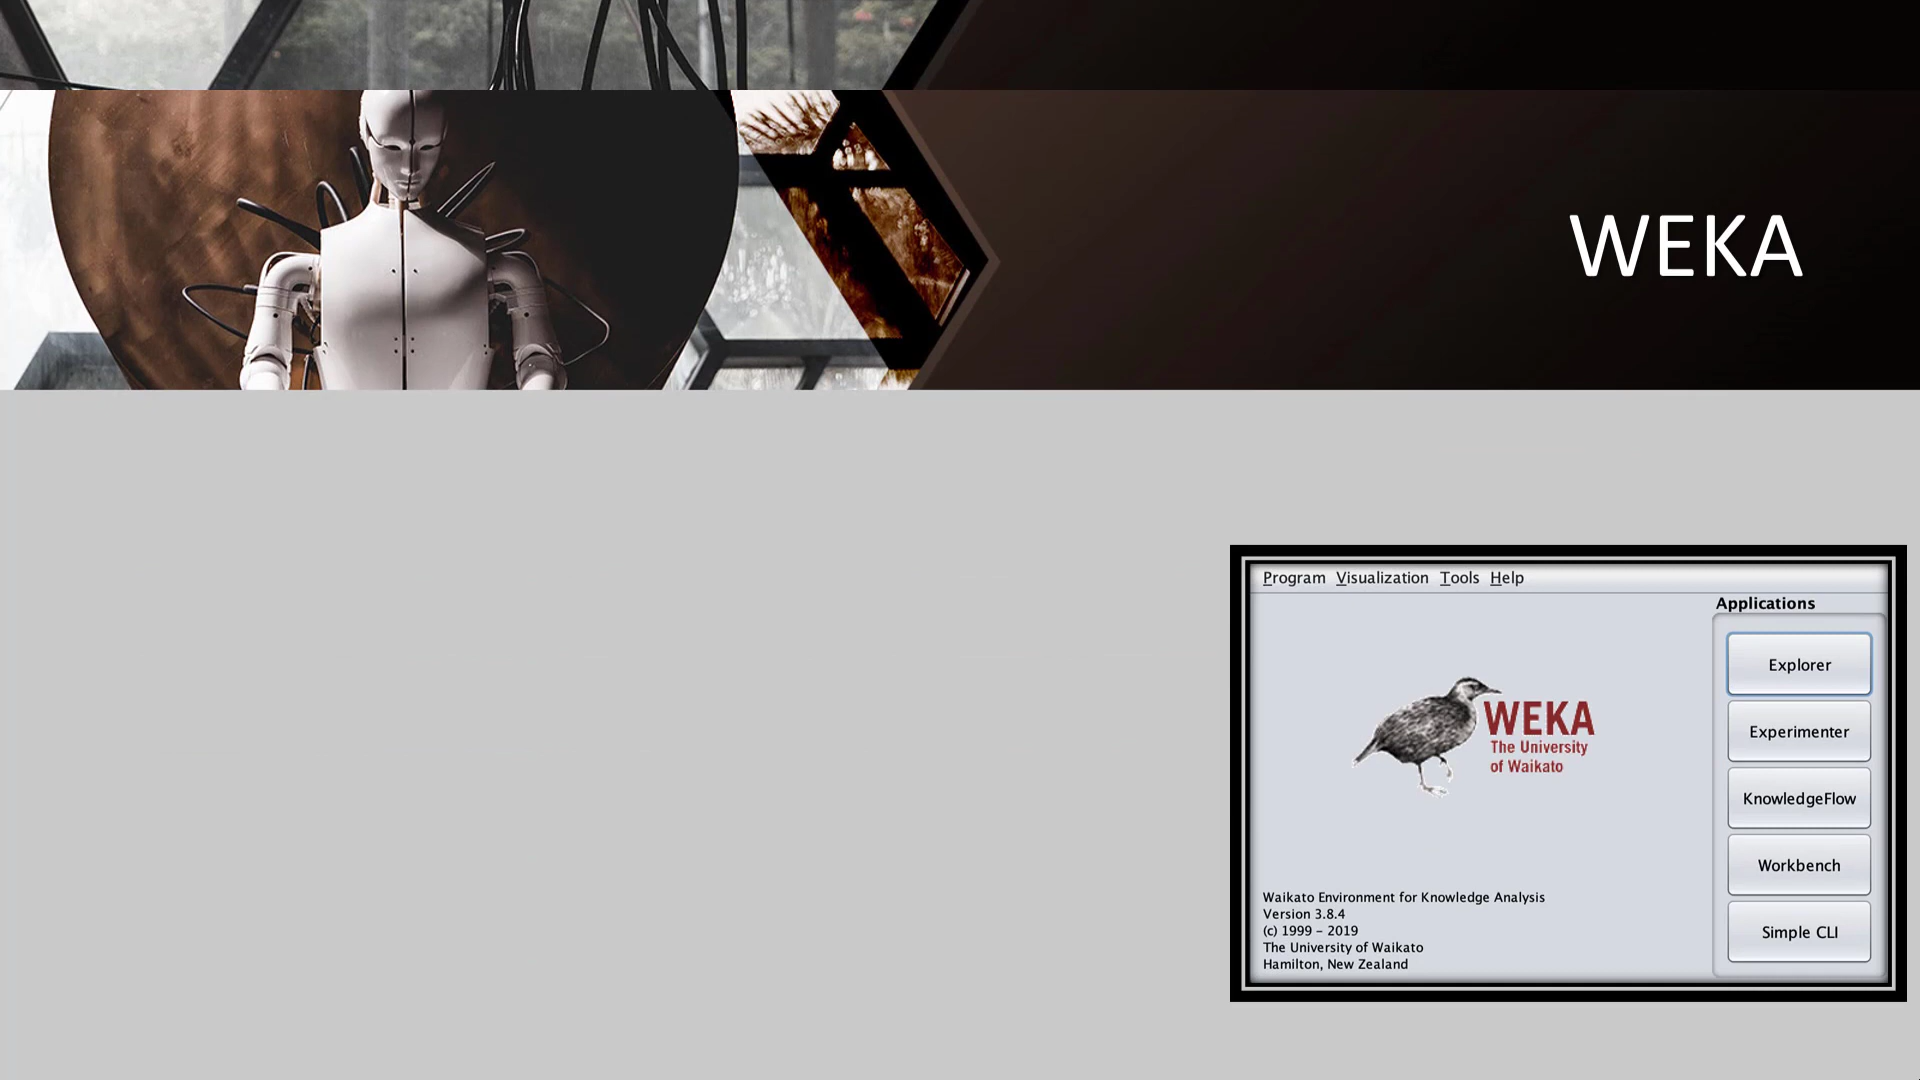 WEKA
Program Visualization Tools Help
Applications
Explorer
Experimenter
KnowledgeFlow
Workbench
Simple CLI
WEKA
The University
of Waikato
Waikato Environment for Knowledge Analysis
Version 3.8.4
(c) 1999 - 2019
The University of Waikato
Hamilton, New Zealand